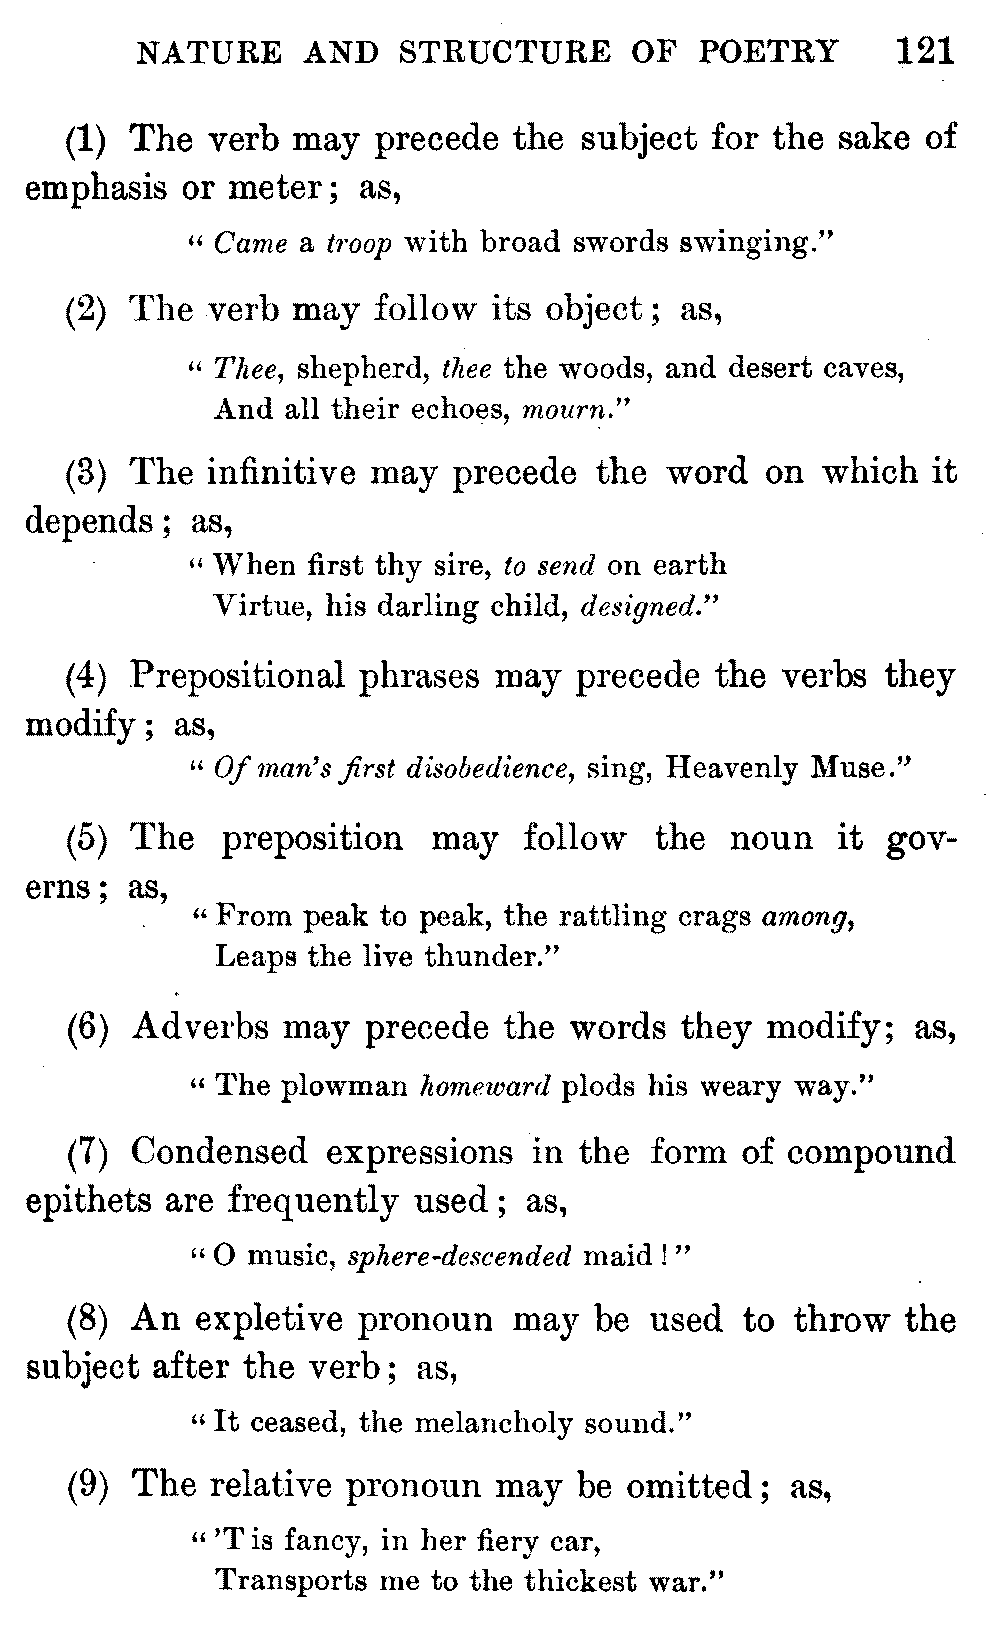 NATURE AND STRUCTURE OF POETRY 121
(1) The verb may precede the subject for the sake of
emphasis or meter; as,
“Came a troop with broad swords swinging.”
(2) The verb may follow its object; as,
“Thee, shepherd, thee the woods, and desert caves,
And all their echoes, mourn.”
(3) The infinitive may precede the word on which it
depends; as,
“When first thy sire, to send on earth
Virtue, his darling child, designed.”
(4) Prepositional phrases may precede the verbs they
modify; as,
“Of man’s first disobedience, sing, Heavenly Muse.”
(5) The preposition may follow the noun it gov-
erns; as,
“From peak to peak, the rattling crags among,
Leaps the live thunder.”
(6) Adverbs may precede the words they modify; as,
“The plowman homeward plods his weary way.”
(7) Condensed expressions in the form of compound
epithets are frequently used; as,
“O music, sphere-descended maid!”
(8) An expletive pronoun may be used to throw the
subject after the verb; as,
“It ceased, the melancholy sound.”
(9) The relative pronoun may be omitted; as,
“’T is fancy, in her fiery car,
Transports me to the thickest war.”